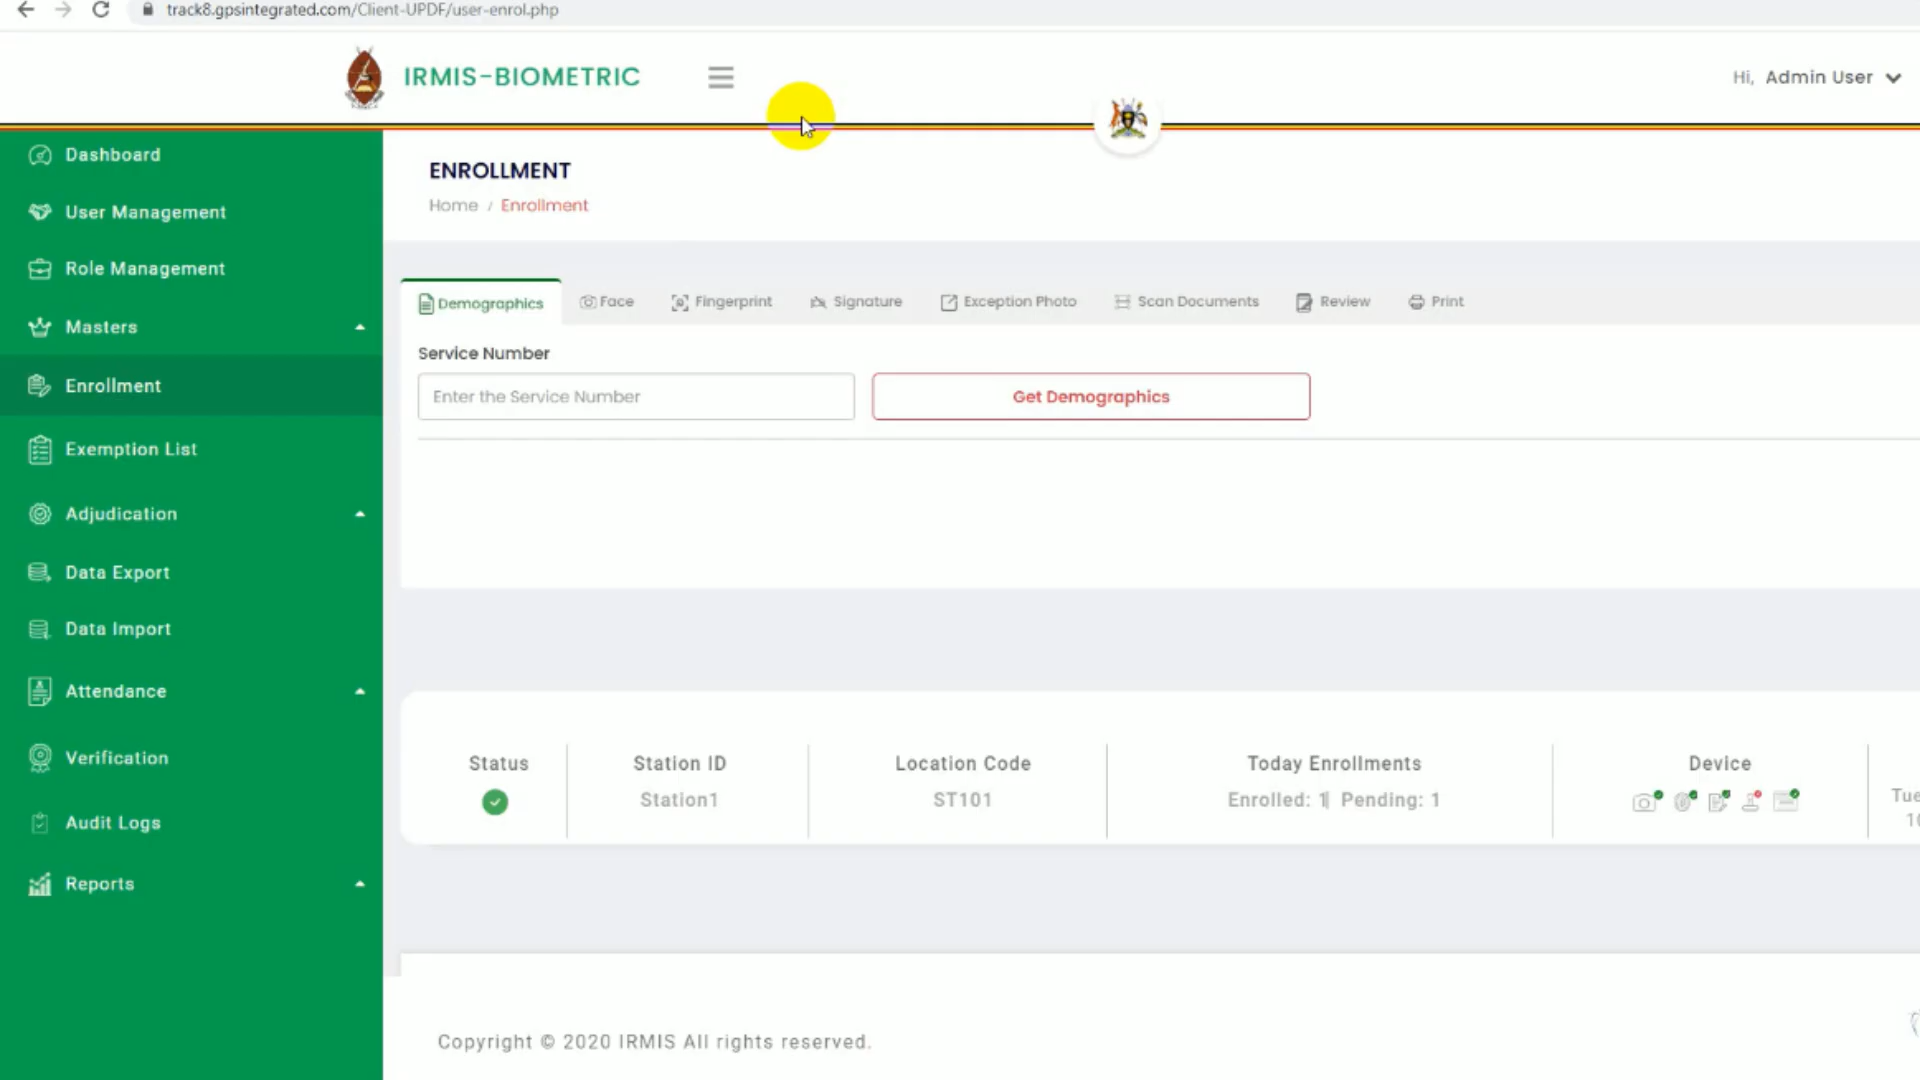 track8.gpsintegrated.com/Client-UPDF/user-enrol.php
IRMIS-BIOMETRIC
Hi, Admin User
Dashboard
User Management
Role Management
Masters
Enrollment
Exemption List
Adjudication
Data Export
Data Import
Attendance
Verification
Audit Logs
Reports
ENROLLMENT
Home / Enrollment
Demographics Face Fingerprint Signature Exception Photo Scan Documents Review Print
Service Number
Enter the Service Number Get Demographics
Status Station ID Location Code Today Enrollments Device
Station1 ST101 Enrolled: 1| Pending: 1
Tue
10
Copyright © 2020 IRMIS All rights reserved.